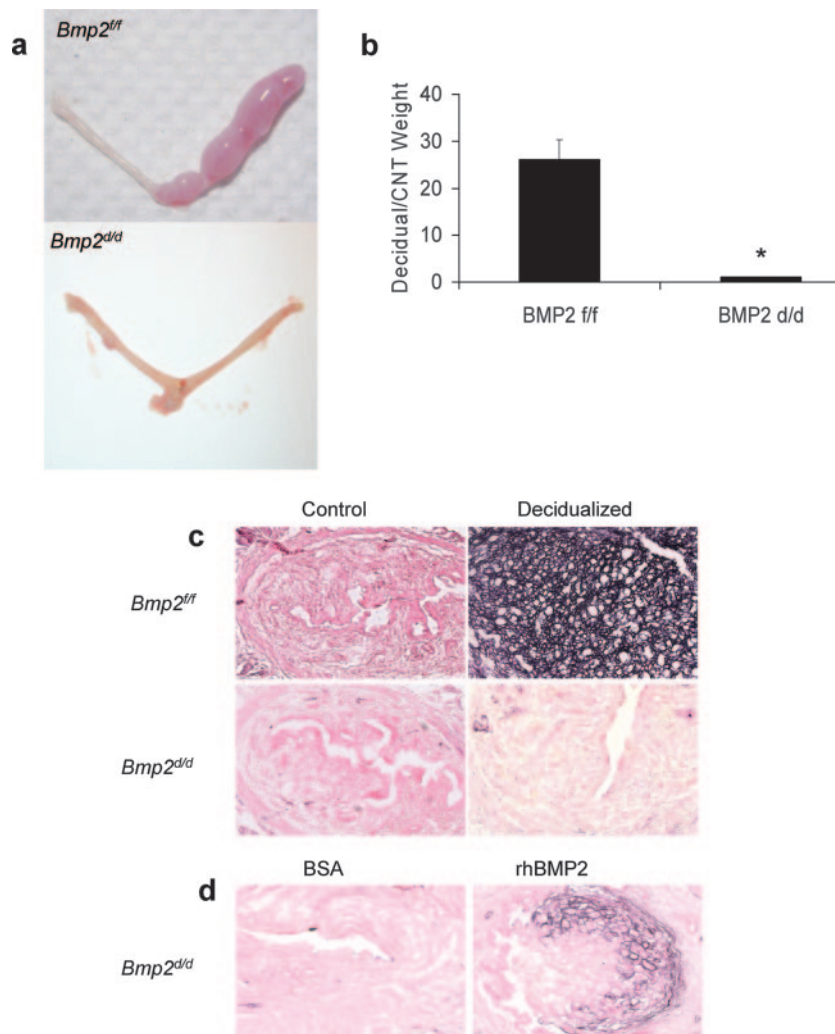 a
Bmp2f/f
Bmp2d/d
b
Decidual/CNT Weight
40
30
20
10
0
*
BMP2 f/f
BMP2 d/d
Control
Decidualized
c
Bmp2f/f
Bmp2d/d
BSA
rhBMP2
d
Bmp2d/d